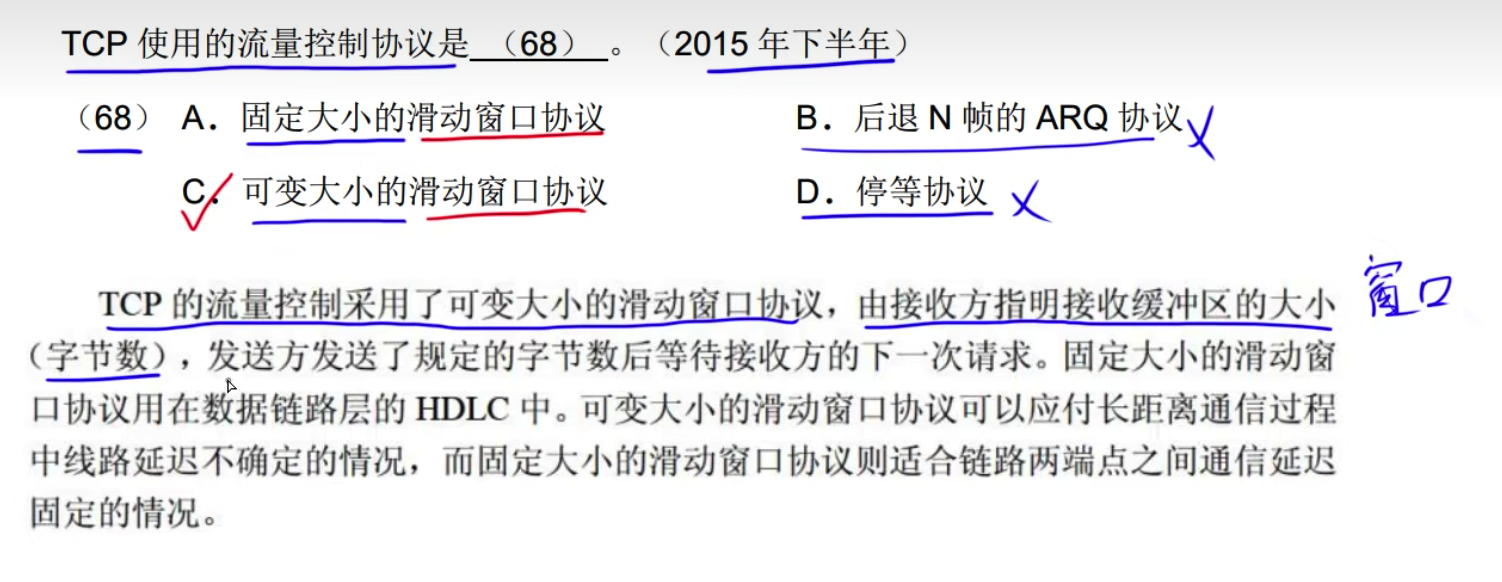 TCP 使用的流量控制协议是 （68） 。（2015 年下半年）
（68） A．固定大小的滑动窗口协议 B．后退 N 帧的 ARQ 协议
C．可变大小的滑动窗口协议 D．停等协议
TCP 的流量控制采用了可变大小的滑动窗口协议，由接收方指明接收缓冲区的大小 窗口
（字节数），发送方发送了规定的字节数后等待接收方的下一次请求。固定大小的滑动窗
口协议用在数据链路层的 HDLC 中。可变大小的滑动窗口协议可以应付长距离通信过程
中线路延迟不确定的情况，而固定大小的滑动窗口协议则适合链路两端点之间通信延迟
固定的情况。